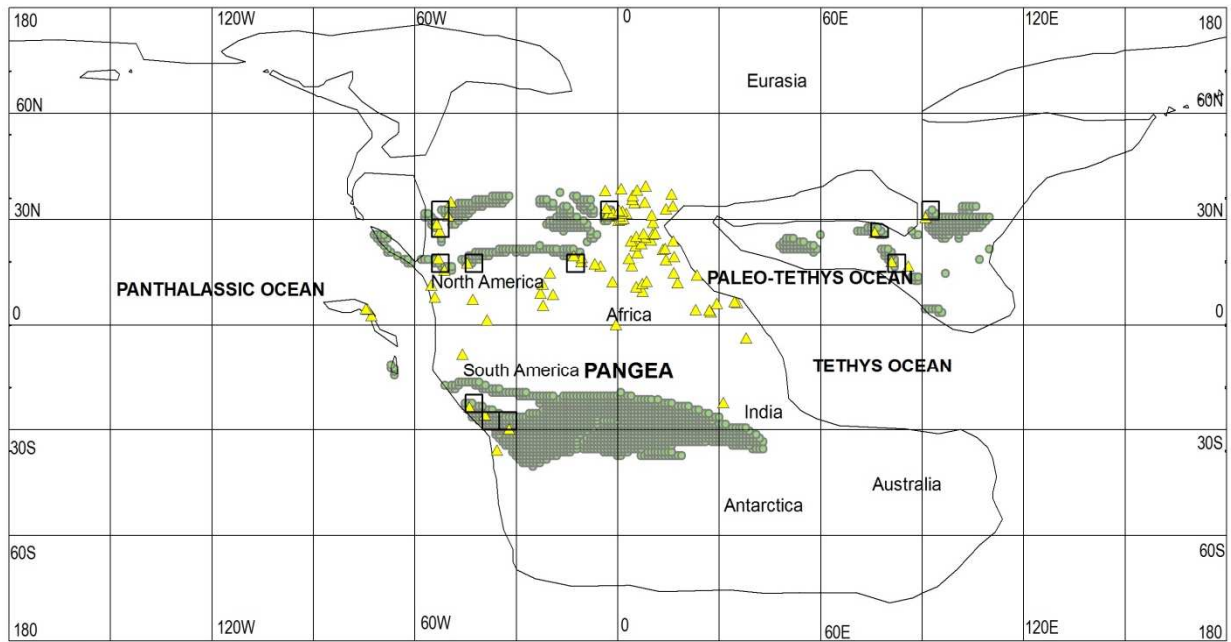 180 120W 60W 0 60E 120E 180
Eurasia
60N 60N
30N 30N
North America PALEO-TETHYS OCEAN
PANTHALASSIC OCEAN
Africa
0 0
South America PANGEA TETHYS OCEAN
India
30S 30S
Australia
Antarctica
60S 60S
180 120W 60W 0 60E 120E 180